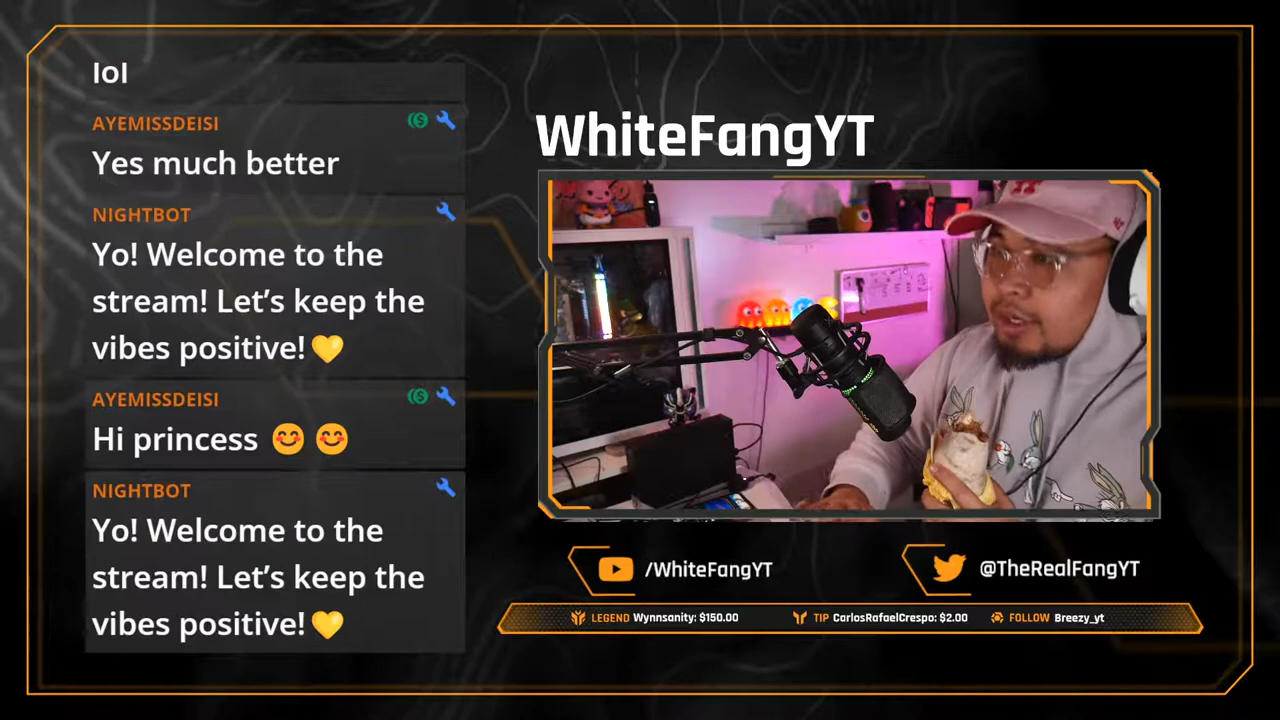 lol
AYEMISSDEISI
Yes much better
NIGHTBOT
Yo! Welcome to the
stream! Let's keep the
vibes positive!💛
AYEMISSDEISI
Hi princess 😊 😊
NIGHTBOT
Yo! Welcome to the
stream! Let's keep the
vibes positive!💛
WhiteFangYT
/WhiteFangYT
@TheRealFangYT
LEGEND Wynnsanity: $150.00 TIP CarlosRafaelCrespo: $2.00 FOLLOW Breezy_yt